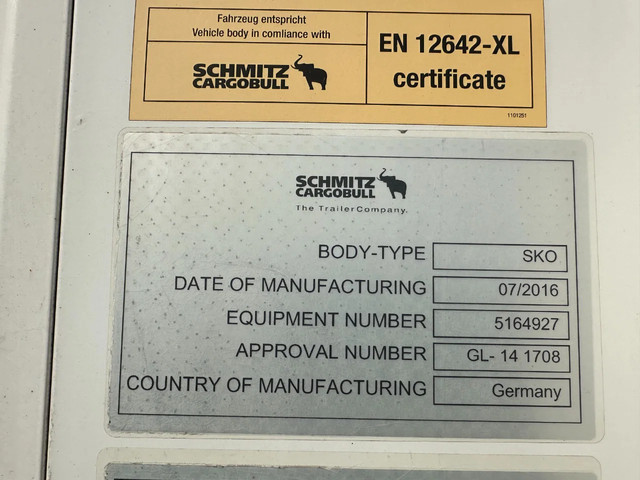 Fahrzeug entspricht
Vehicle body in comliance with
SCHMITZ
CARGOBULL
EN 12642-XL
certificate
1101251
SCHMITZ
CARGOBULL
The TrailerCompany.
BODY-TYPE SKO
DATE OF MANUFACTURING 07/2016
EQUIPMENT NUMBER 5164927
APPROVAL NUMBER GL- 14 1708
COUNTRY OF MANUFACTURING Germany